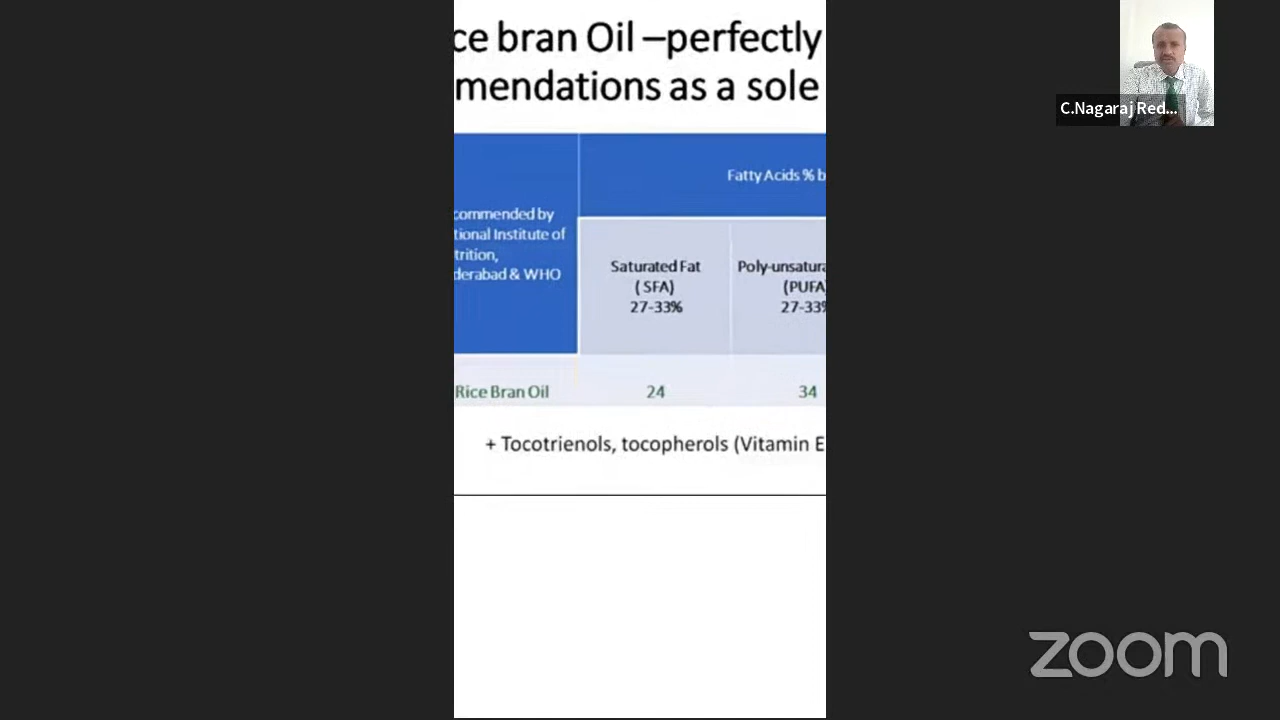 ce bran Oil –perfectly
mendations as a sole
commended by
tional Institute of
trition,
derabad & WHO
Fatty Acids % b
Saturated Fat
( SFA)
27-33%
Poly-unsatura
(PUFA
27-33%
Rice Bran Oil
24
34
+ Tocotrienols, tocopherols (Vitamin E
C.Nagaraj Red...
zoom